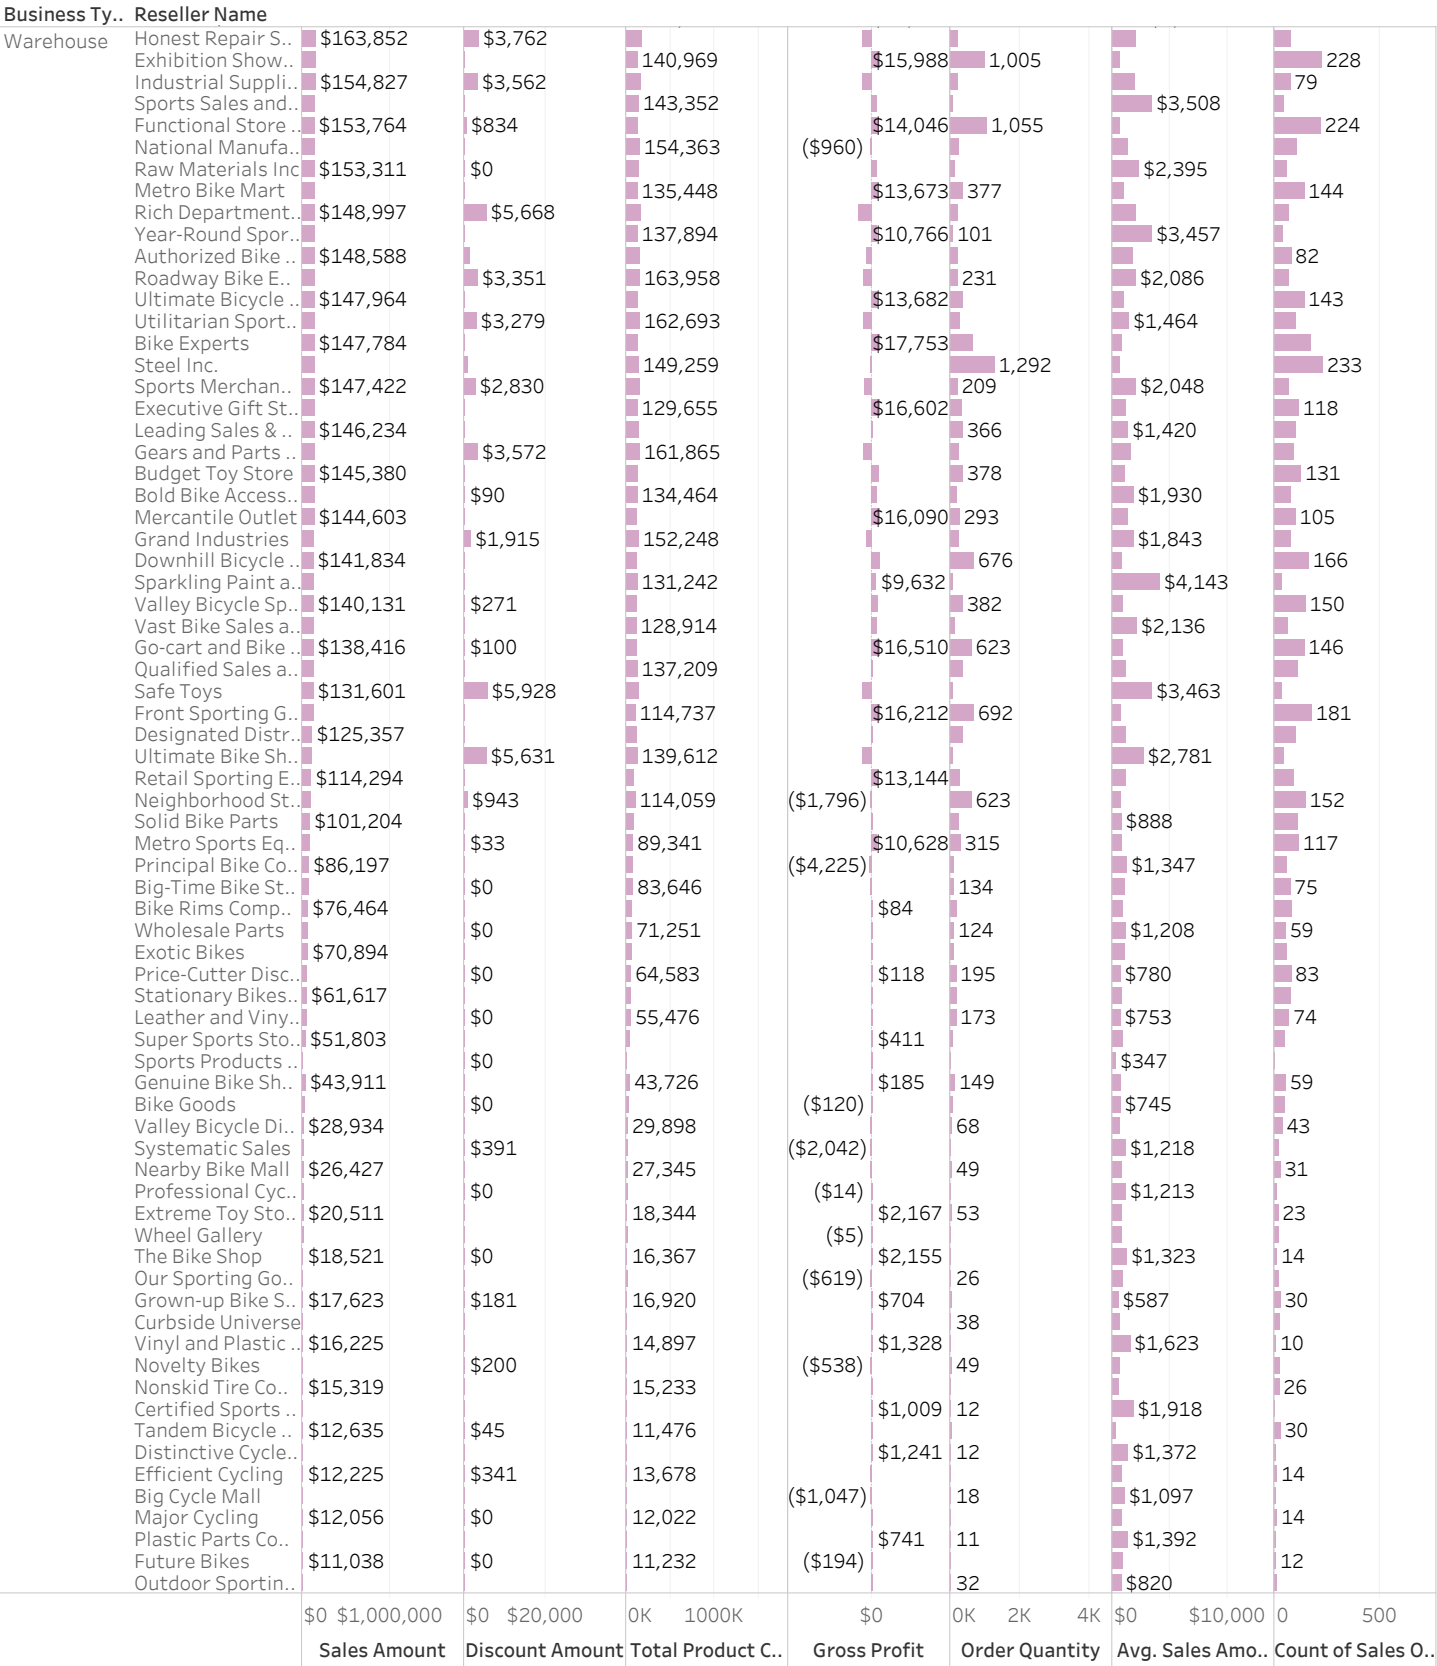 Business Ty.. Reseller Name
Warehouse Honest Repair S.. $163,852 $3,762
Exhibition Show.. 140,969 $15,988 1,005 228
Industrial Suppli.. $154,827 $3,562 79
Sports Sales and.. 143,352 $3,508
Functional Store .. $153,764 $834 $14,046 1,055 224
National Manufa.. 154,363 ($960)
Raw Materials Inc $153,311 $0 $2,395
Metro Bike Mart 135,448 $13,673 377 144
Rich Department.. $148,997 $5,668
Year-Round Spor.. 137,894 $10,766 101 $3,457
Authorized Bike .. $148,588 82
Roadway Bike E.. $3,351 163,958 231 $2,086
Ultimate Bicycle .. $147,964 $13,682 143
Utilitarian Sport.. $3,279 162,693 $1,464
Bike Experts $147,784 $17,753
Steel Inc. 149,259 1,292 233
Sports Merchan.. $147,422 $2,830 209 $2,048
Executive Gift St.. 129,655 $16,602 118
Leading Sales & .. $146,234 366 $1,420
Gears and Parts .. $3,572 161,865
Budget Toy Store $145,380 378 131
Bold Bike Access.. $90 134,464 $1,930
Mercantile Outlet $144,603 $16,090 293 105
Grand Industries $1,915 152,248 $1,843
Downhill Bicycle .. $141,834 676 166
Sparkling Paint a.. 131,242 $9,632 $4,143
Valley Bicycle Sp.. $140,131 $271 382 150
Vast Bike Sales a.. 128,914 $2,136
Go-cart and Bike .. $138,416 $100 $16,510 623 146
Qualified Sales a.. 137,209
Safe Toys $131,601 $5,928 $3,463
Front Sporting G.. 114,737 $16,212 692 181
Designated Distr.. $125,357
Ultimate Bike Sh.. $5,631 139,612 $2,781
Retail Sporting E.. $114,294 $13,144
Neighborhood St.. $943 114,059 ($1,796) 623 152
Solid Bike Parts $101,204 $888
Metro Sports Eq.. $33 89,341 $10,628 315 117
Principal Bike Co.. $86,197 ($4,225) $1,347
Big-Time Bike St.. $0 83,646 134 75
Bike Rims Comp.. $76,464 $84
Wholesale Parts $0 71,251 124 $1,208 59
Exotic Bikes $70,894
Price-Cutter Disc.. $0 64,583 $118 195 $780 83
Stationary Bikes.. $61,617
Leather and Viny.. $0 55,476 173 $753 74
Super Sports Sto.. $51,803 $411
Sports Products .. $0 $347
Genuine Bike Sh.. $43,911 43,726 $185 149 59
Bike Goods $0 ($120) $745
Valley Bicycle Di.. $28,934 29,898 68 43
Systematic Sales $391 ($2,042) $1,218
Nearby Bike Mall $26,427 27,345 49 31
Professional Cyc.. $0 ($14) $1,213
Extreme Toy Sto.. $20,511 18,344 $2,167 53 23
Wheel Gallery ($5)
The Bike Shop $18,521 $0 16,367 $2,155 $1,323 14
Our Sporting Go.. ($619) 26
Grown-up Bike S.. $17,623 $181 16,920 $704 $587 30
Curbside Universe 38
Vinyl and Plastic .. $16,225 14,897 $1,328 $1,623 10
Novelty Bikes $200 ($538) 49
Nonskid Tire Co.. $15,319 15,233 26
Certified Sports .. $1,009 12 $1,918
Tandem Bicycle .. $12,635 $45 11,476 30
Distinctive Cycle.. $1,241 12 $1,372
Efficient Cycling $12,225 $341 13,678 14
Big Cycle Mall ($1,047) 18 $1,097
Major Cycling $12,056 $0 12,022 14
Plastic Parts Co.. $741 11 $1,392
Future Bikes $11,038 $0 11,232 ($194) 12
Outdoor Sportin.. 32 $820
$0 $1,000,000 $0 $20,000 0K 1000K $0 0K 2K 4K $0 $10,000 0 500
Sales Amount Discount Amount Total Product C.. Gross Profit Order Quantity Avg. Sales Amo.. Count of Sales O..